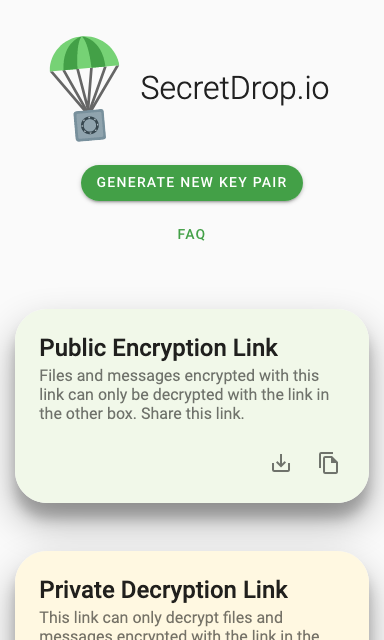 SecretDrop.io
GENERATE NEW KEY PAIR
FAQ
Public Encryption Link
Files and messages encrypted with this
link can only be decrypted with the link in
the other box. Share this link.
Private Decryption Link
This link can only decrypt files and
messages encrypted with the link in the